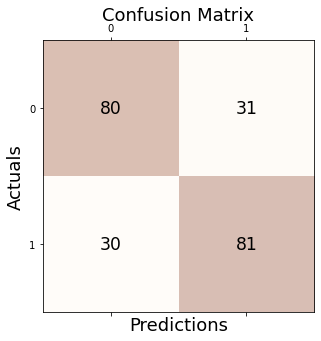 Confusion Matrix
0 1
0 80 31
Actuals
1 30 81
Predictions